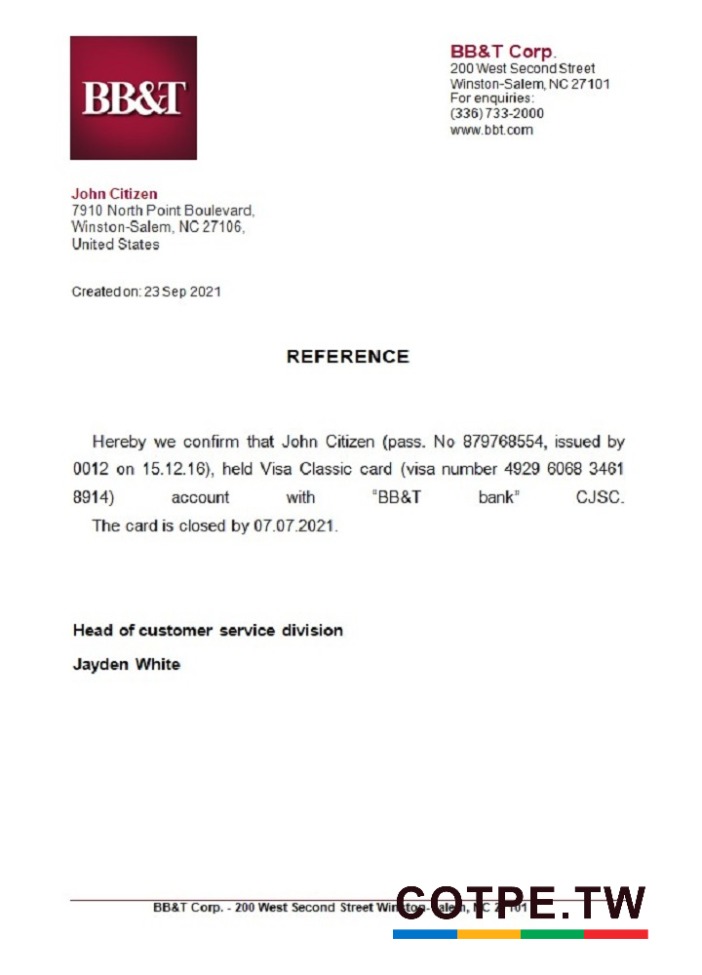 BB&T
BB&T Corp.
200 West Second Street
Winston-Salem, NC 27101
For enquiries:
(336) 733-2000
www.bbt.com
John Citizen
7910 North Point Boulevard,
Winston-Salem, NC 27106,
United States
Created on: 23 Sep 2021
REFERENCE
Hereby we confirm that John Citizen (pass. No 879768554, issued by
0012 on 15.12.16), held Visa Classic card (visa number 4929 6068 3461
8914) account with "BB&T bank" CJSC.
The card is closed by 07.07.2021.
Head of customer service division
Jayden White
BB&T Corp. - 200 West Second Street Winston-Salem, NC 27101
COTPE.TW